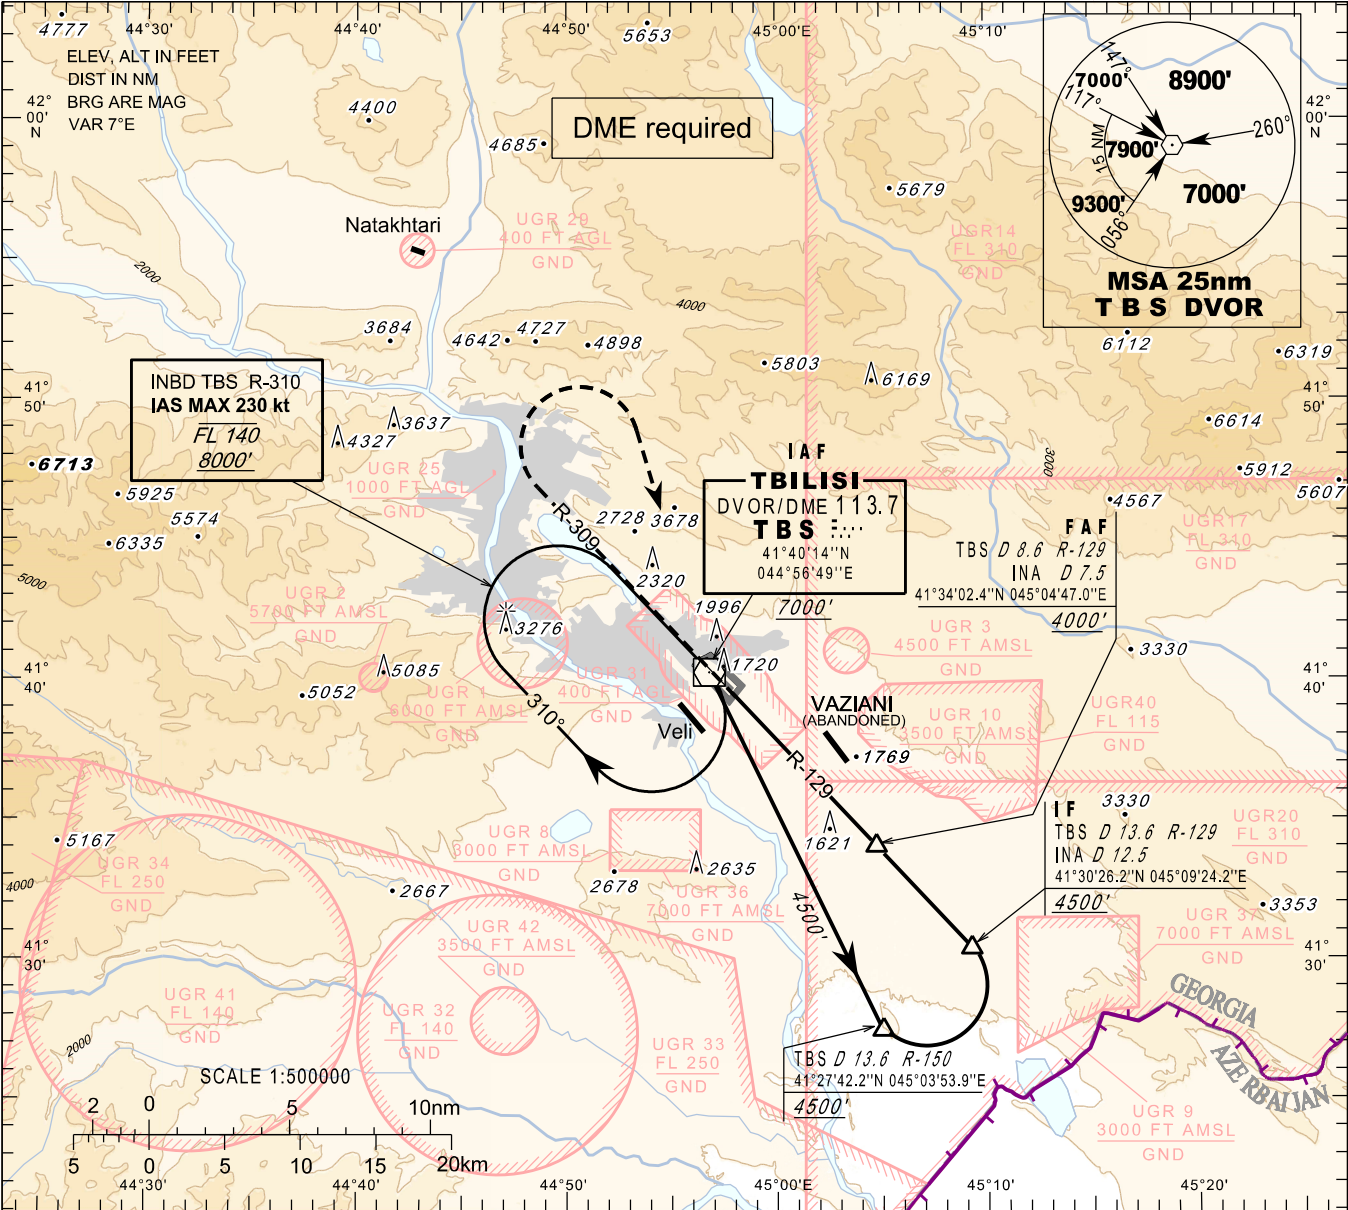 44°30'
44°40'
44°50'
45°00'E
45°10'
4777
5653
ELEV, ALT IN FEET
DIST IN NM
BRG ARE MAG
VAR 7°E
42°
00'
N
4400
4685
DME required
147°
7000'
8900'
117°
260°
15 NM
7900'
7000'
9300'
056°
MSA 25nm
TBS DVOR
42°
00'
N
5679
Natakhtari
UGR 29
400 FT AGL
GND
UGR14
FL 310
GND
2000
4000
3684
4642
4727
4898
5803
6169
6112
6319
INBD TBS R-310
IAS MAX 230 kt
FL 140
8000'
41°
50'
41°
50'
3637
4327
6614
6713
5925
5574
6335
UGR 25
1000 FT AGL
GND
3000
5912
5607
4567
IAF
TBILISI
DVOR/DME 113.7
TBS
41°40'14''N
044°56'49''E
7000'
R-309
2728
3678
2320
FAF
TBS D 8.6 R-129
INA D 7.5
41°34'02.4''N 045°04'47.0''E
4000'
UGR17
FL 310
GND
5000
UGR 2
5700 FT AMSL
GND
3276
1996
1720
UGR 3
4500 FT AMSL
GND
3330
41°
40'
41°
40'
5085
5052
UGR 1
6000 FT AMSL
GND
UGR 31
400 FT AGL
GND
310°
Veli
VAZIANI
(ABANDONED)
1769
UGR 10
3500 FT AMSL
GND
UGR40
FL 115
GND
R-129
IF
TBS D 13.6 R-129
INA D 12.5
41°30'26.2''N 045°09'24.2''E
4500'
3330
UGR20
FL 310
GND
5167
UGR 34
FL 250
GND
4000
UGR 8
3000 FT AMSL
GND
2678
2635
1621
2667
UGR 36
7500 FT AMSL
GND
4500'
3353
UGR 37
7000 FT AMSL
GND
41°
30'
41°
30'
UGR 42
3500 FT AMSL
GND
UGR 41
FL 140
GND
UGR 32
FL 140
GND
UGR 33
FL 250
GND
2000
GEORGIA
AZERBAIJAN
TBS D 13.6 R-150
41°27'42.2''N 045°03'53.9''E
4500'
UGR 9
3000 FT AMSL
GND
SCALE 1:500000
2 0 5 10nm
5 0 5 10 15 20km
44°30'
44°40'
44°50'
45°00'E
45°10'
45°20'